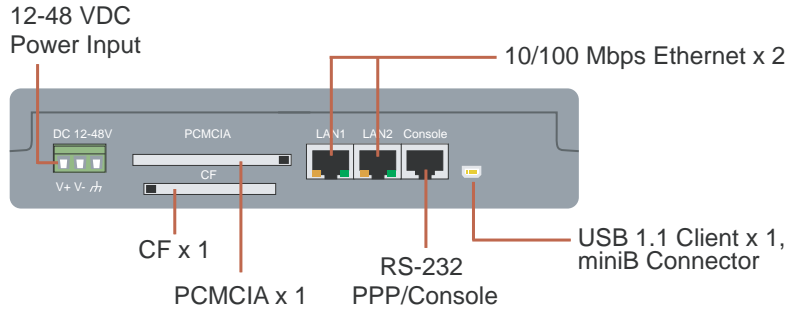 12-48 VDC
Power Input
10/100 Mbps Ethernet x 2
DC 12-48V
PCMCIA
LAN1
LAN2
Console
CF
V+ V-
CF x 1
PCMCIA x 1
RS-232
PPP/Console
USB 1.1 Client x 1,
miniB Connector